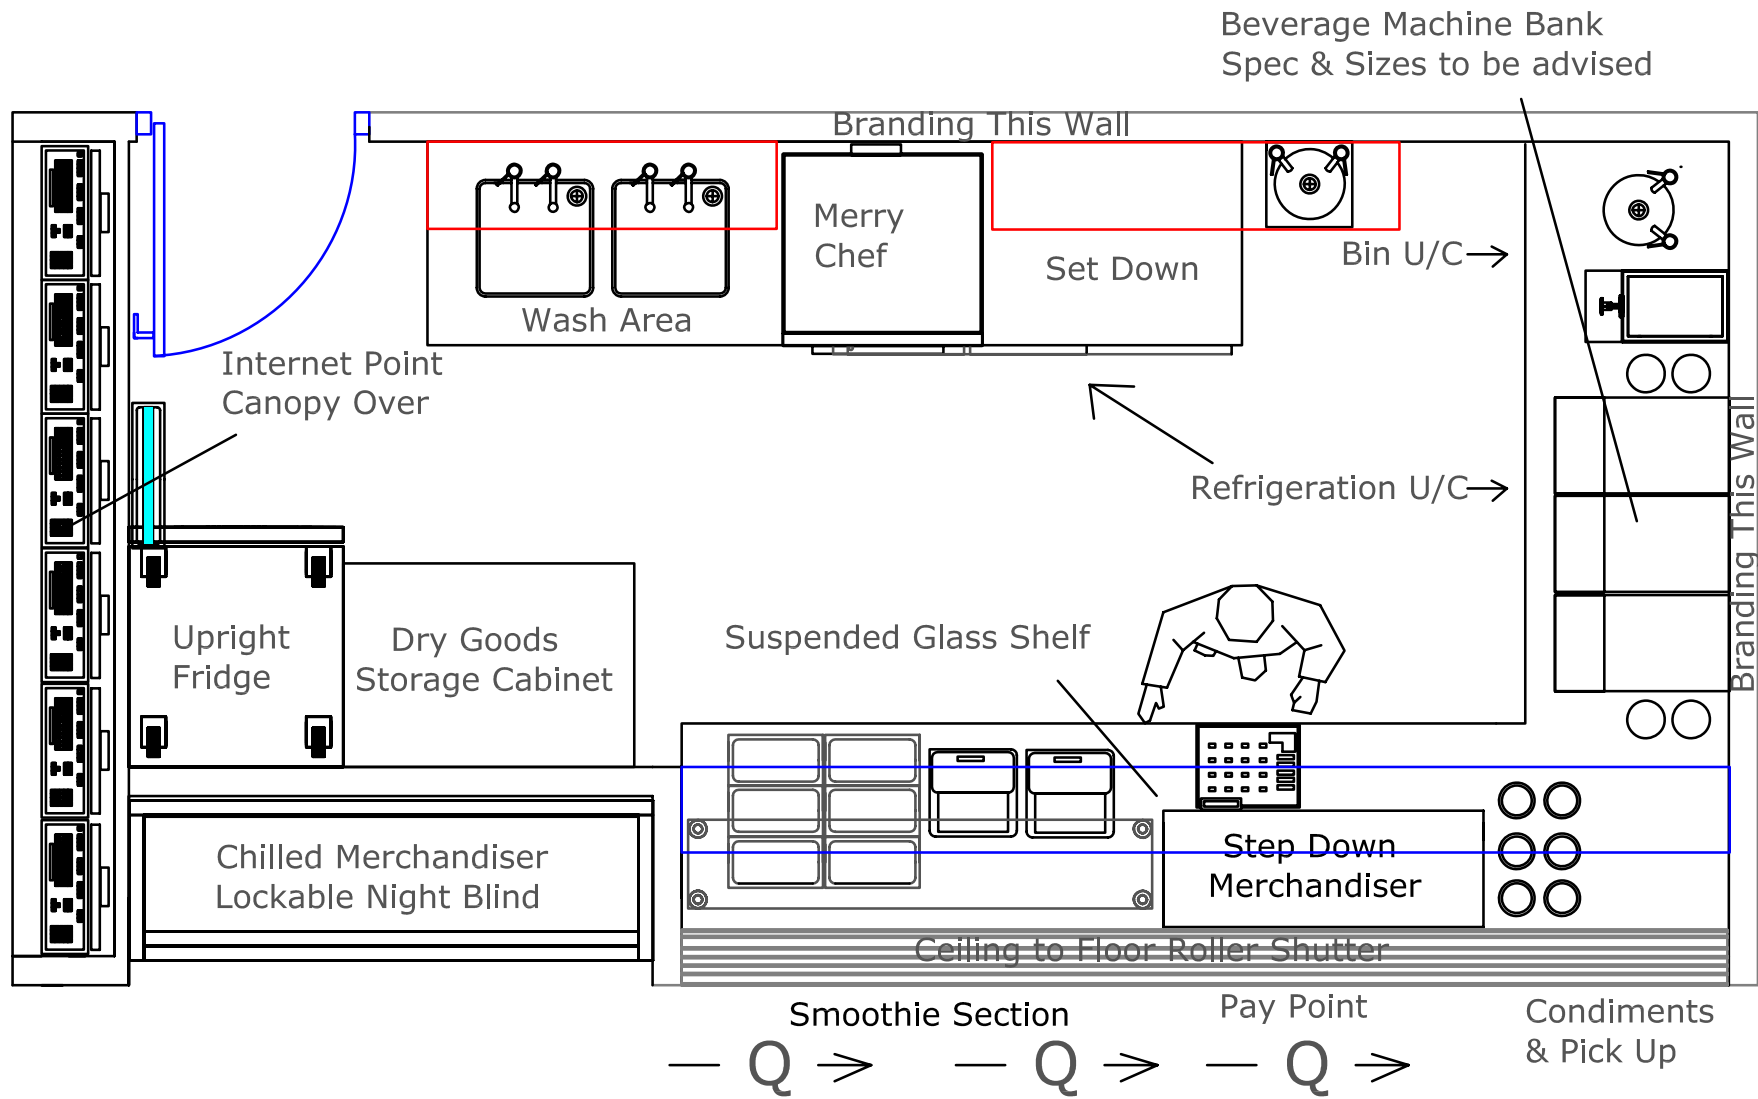 Beverage Machine Bank
Spec & Sizes to be advised
Branding This Wall
Merry
Chef
Set Down
Bin U/C
Wash Area
Internet Point
Canopy Over
Refrigeration U/C
Branding This Wall
Upright
Fridge
Dry Goods
Storage Cabinet
Suspended Glass Shelf
Chilled Merchandiser
Lockable Night Blind
Step Down
Merchandiser
Ceiling to Floor Roller Shutter
Smoothie Section
Pay Point
Condiments
& Pick Up
Q
Q
Q